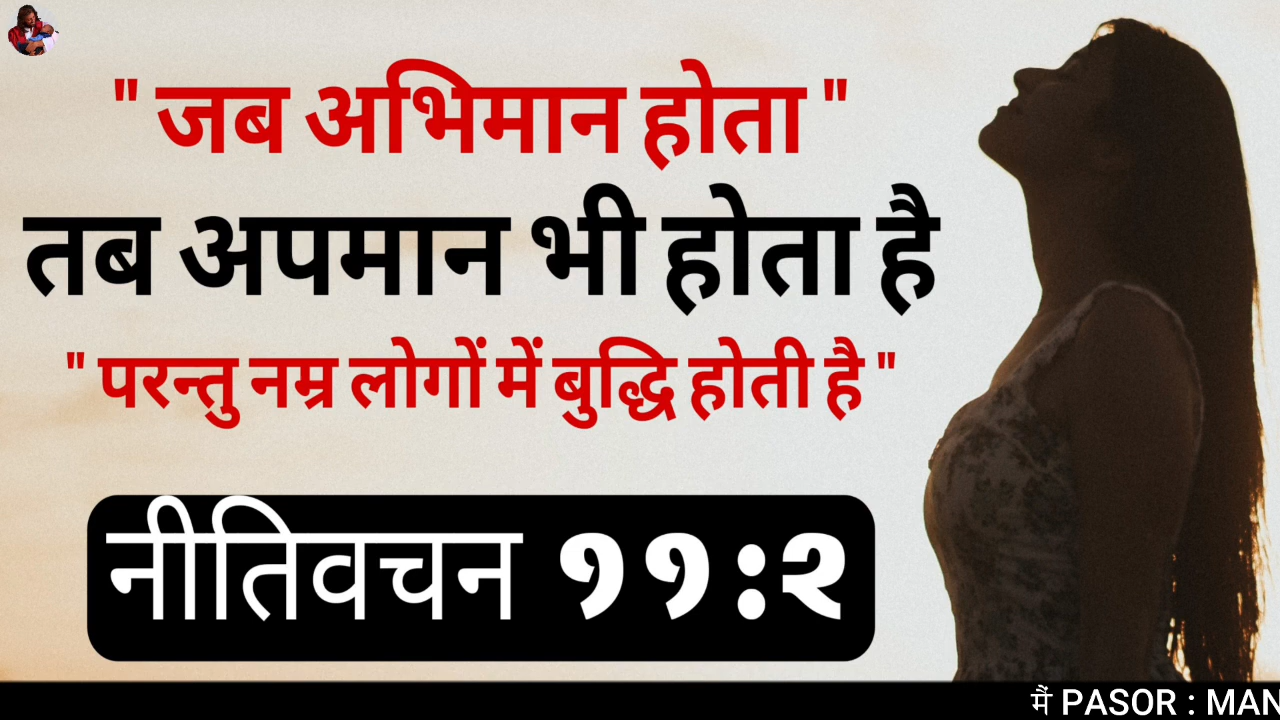 " जब अभिमान होता "
तब अपमान भी होता है
" परन्तु नम्र लोगों में बुद्धि होती है "
नीतिवचन ११:२
मैं PASOR : MAN